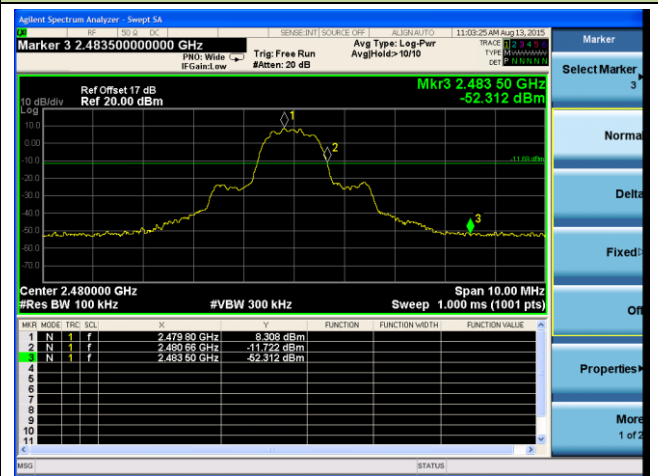 Agilent Spectrum Analyzer - Swept SA
RF 50 Ω DC SENSE:INT SOURCE OFF ALIGN AUTO 11:03:25 AM Aug 13, 2015
Marker 3 2.483500000000 GHz
PNO: Wide
IFGain:Low
Trig: Free Run
#Atten: 20 dB
Avg Type: Log-Pwr
Avg|Hold:> 10/10
TRACE 1 2 3 4 5 6
TYPE M
DET P N N N N N
Ref Offset 17 dB
Ref 20.00 dBm
10 dB/div
Log
Mkr3 2.483 50 GHz
-52.312 dBm
10.0
0.00
-10.0
-20.0
-30.0
-40.0
-50.0
-60.0
-70.0
1
2
3
Center 2.480000 GHz
#Res BW 100 kHz
#VBW 300 kHz
Span 10.00 MHz
Sweep 1.000 ms (1001 pts)
MKR MODE TRC SCL X Y FUNCTION FUNCTION WIDTH FUNCTION VALUE
1 N 1 f 2.479 80 GHz 8.308 dBm
2 N 1 f 2.480 66 GHz -11.722 dBm
3 N 1 f 2.483 50 GHz -52.312 dBm
4
5
6
7
8
9
10
11
MSG
STATUS
Marker
Select Marker
3
Norma
Delta
Fixed
Off
Properties
More
1 of 2